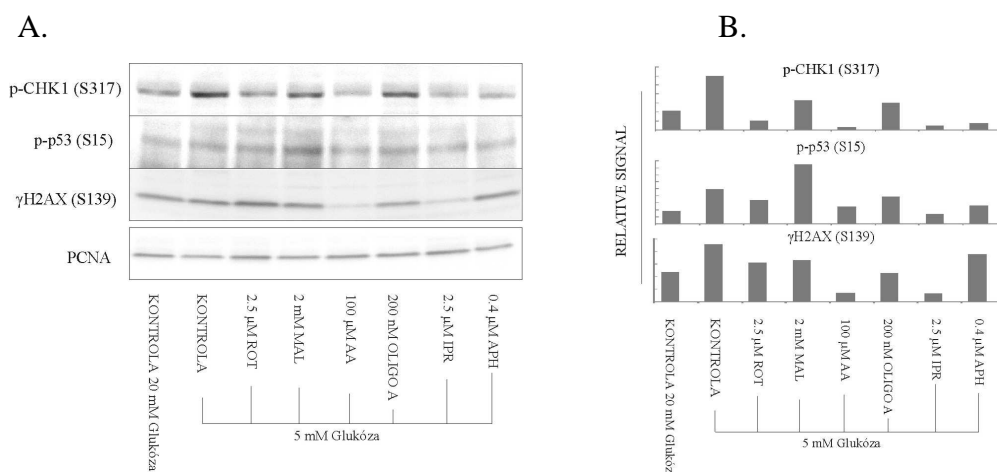 A.
p-CHK1 (S317)
p-p53 (S15)
γH2AX (S139)
PCNA
KONTROLA 20 mM Glukóza
KONTROLA
2.5 µM ROT
2 mM MAL
100 µM AA
200 nM OLIGO A
2.5 µM IPR
0.4 µM APH
5 mM Glukóza
B.
RELATIVE SIGNAL
p-CHK1 (S317)
p-p53 (S15)
γH2AX (S139)
KONTROLA 20 mM Glukóza
KONTROLA
2.5 µM ROT
2 mM MAL
100 µM AA
200 nM OLIGO A
2.5 µM IPR
0.4 µM APH
5 mM Glukóza